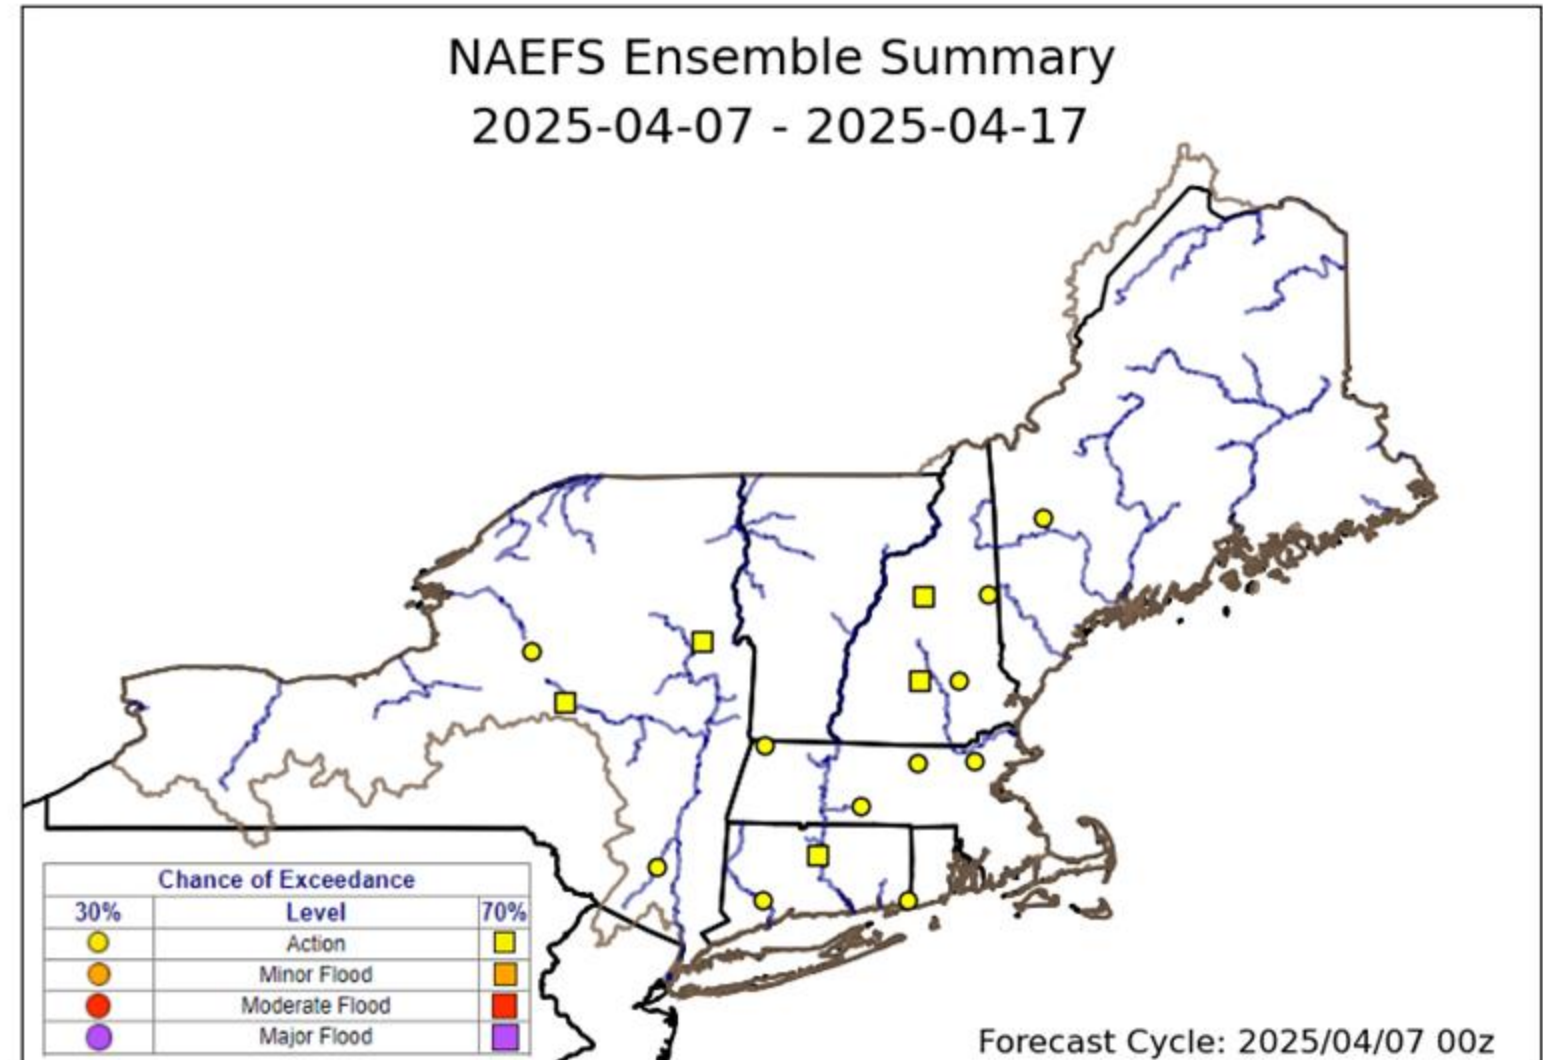 NAEFS Ensemble Summary
2025-04-07 - 2025-04-17
Chance of Exceedance
30% Level 70%
Action
Minor Flood
Moderate Flood
Major Flood
Forecast Cycle: 2025/04/07 00z